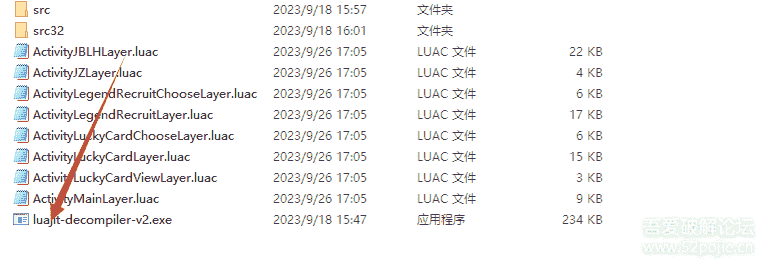 src 2023/9/18 15:57 文件夹
src32 2023/9/18 16:01 文件夹
ActivityJBLHLayer.luac 2023/9/26 17:05 LUAC 文件 22 KB
ActivityJZLayer.luac 2023/9/26 17:05 LUAC 文件 4 KB
ActivityLegendRecruitChooseLayer.luac 2023/9/26 17:05 LUAC 文件 6 KB
ActivityLegendRecruitLayer.luac 2023/9/26 17:05 LUAC 文件 17 KB
ActivityLuckyCardChooseLayer.luac 2023/9/26 17:05 LUAC 文件 6 KB
ActivityLuckyCardLayer.luac 2023/9/26 17:05 LUAC 文件 15 KB
ActivityLuckyCardViewLayer.luac 2023/9/26 17:05 LUAC 文件 3 KB
ActivityMainLayer.luac 2023/9/26 17:05 LUAC 文件 9 KB
luajit-decompiler-v2.exe 2023/9/18 15:47 应用程序 234 KB
吾爱破解论坛
www.52pojie.cn